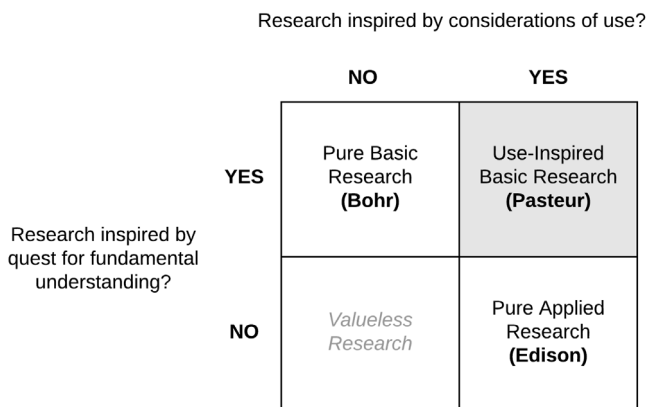 Research inspired by considerations of use?
NO
YES
YES
Pure Basic
Research
(Bohr)
Use-Inspired
Basic Research
(Pasteur)
Research inspired by
quest for fundamental
understanding?
NO
Valueless
Research
Pure Applied
Research
(Edison)